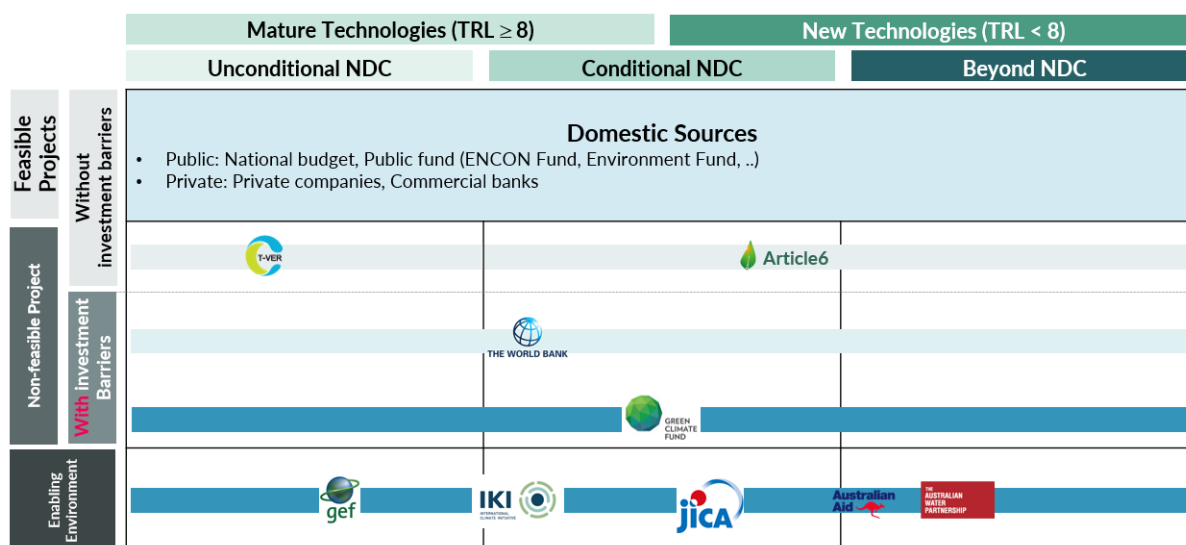 Mature Technologies (TRL ≥ 8)
New Technologies (TRL < 8)
Unconditional NDC
Conditional NDC
Beyond NDC
Feasible
Projects
Without
investment barriers
Domestic Sources
• Public: National budget, Public fund (ENCON Fund, Environment Fund, ..)
• Private: Private companies, Commercial banks
Non-feasible Project
T-VER
Article6
With investment
Barriers
THE WORLD BANK
GREEN
CLIMATE
FUND
Enabling
Environment
gef
IKI
INTERNATIONAL
CLIMATE INITIATIVE
jICA
Australian
Aid
THE
AUSTRALIAN
WATER
PARTNERSHIP